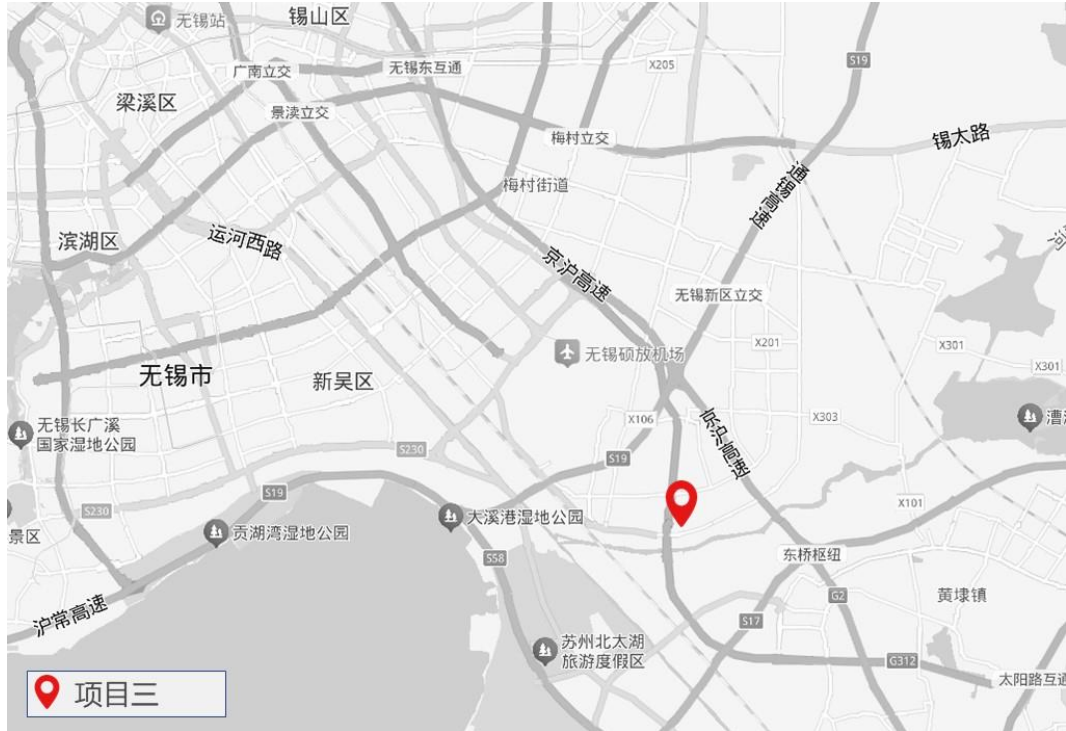 无锡站
锡山区
S19
广南立交
无锡东互通
X205
梁溪区
景渎立交
梅村立交
锡太路
通锡高速
梅村街道
滨湖区
运河西路
京沪高速
无锡新区立交
X201
X301
无锡硕放机场
X301
无锡市
新吴区
X106
X303
京沪高速
无锡长广溪
国家湿地公园
S230
S19
S19
X101
S230
大溪港湿地公园
贡湖湾湿地公园
景区
S58
东桥枢纽
G2
黄埭镇
沪常高速
S17
苏州北太湖
旅游度假区
G312
太阳路互通
项目三